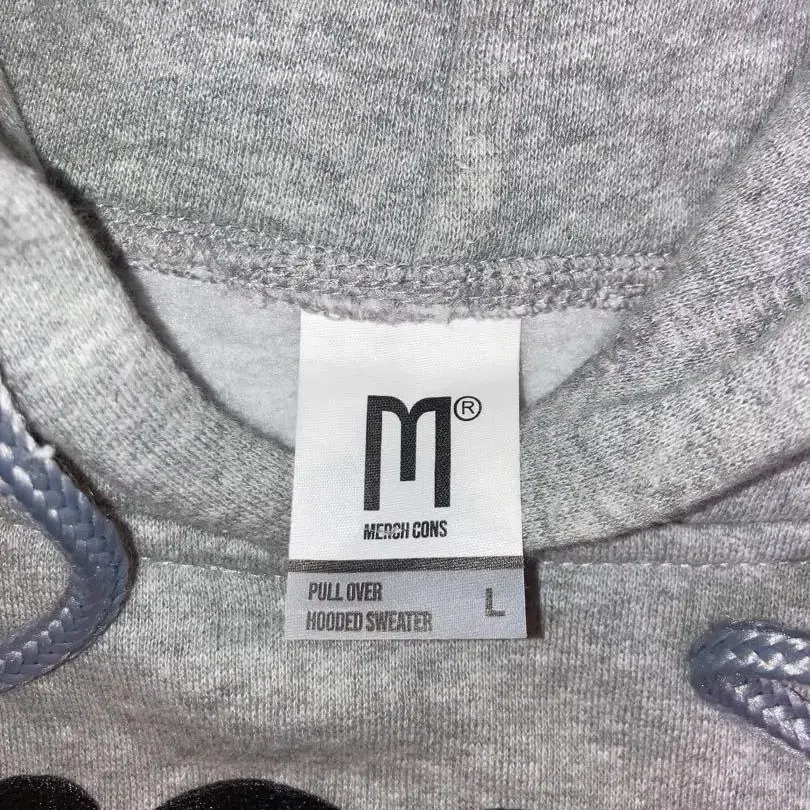 M®
MERCH CONS
PULL OVER
HOODED SWEATER
L